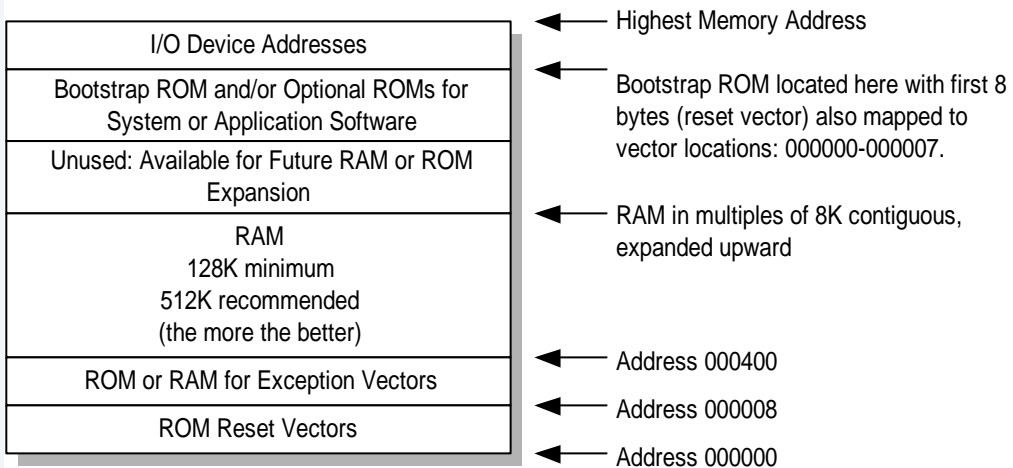 Highest Memory Address
I/O Device Addresses
Bootstrap ROM and/or Optional ROMs for
System or Application Software
Bootstrap ROM located here with first 8
bytes (reset vector) also mapped to
vector locations: 000000-000007.
Unused: Available for Future RAM or ROM
Expansion
RAM in multiples of 8K contiguous,
expanded upward
RAM
128K minimum
512K recommended
(the more the better)
Address 000400
ROM or RAM for Exception Vectors
Address 000008
ROM Reset Vectors
Address 000000